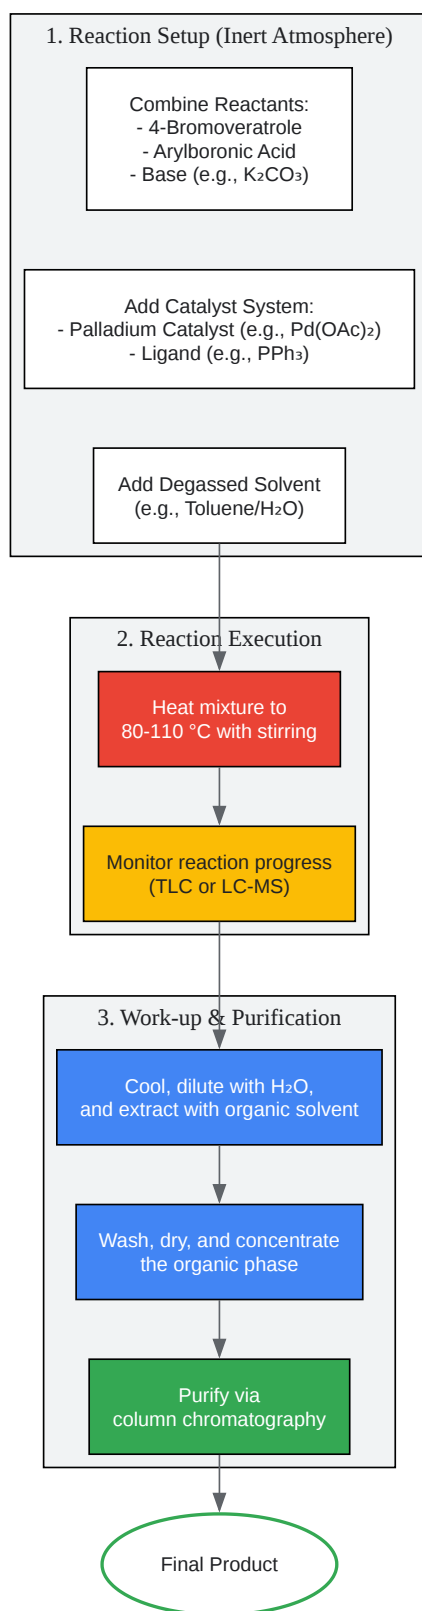 1. Reaction Setup (Inert Atmosphere)
Combine Reactants:
- 4-Bromoveratrole
- Arylboronic Acid
- Base (e.g., K₂CO₃)
Add Catalyst System:
- Palladium Catalyst (e.g., Pd(OAc)₂)
- Ligand (e.g., PPh₃)
Add Degassed Solvent
(e.g., Toluene/H₂O)
2. Reaction Execution
Heat mixture to
80-110 °C with stirring
Monitor reaction progress
(TLC or LC-MS)
3. Work-up & Purification
Cool, dilute with H₂O,
and extract with organic solvent
Wash, dry, and concentrate
the organic phase
Purify via
column chromatography
Final Product